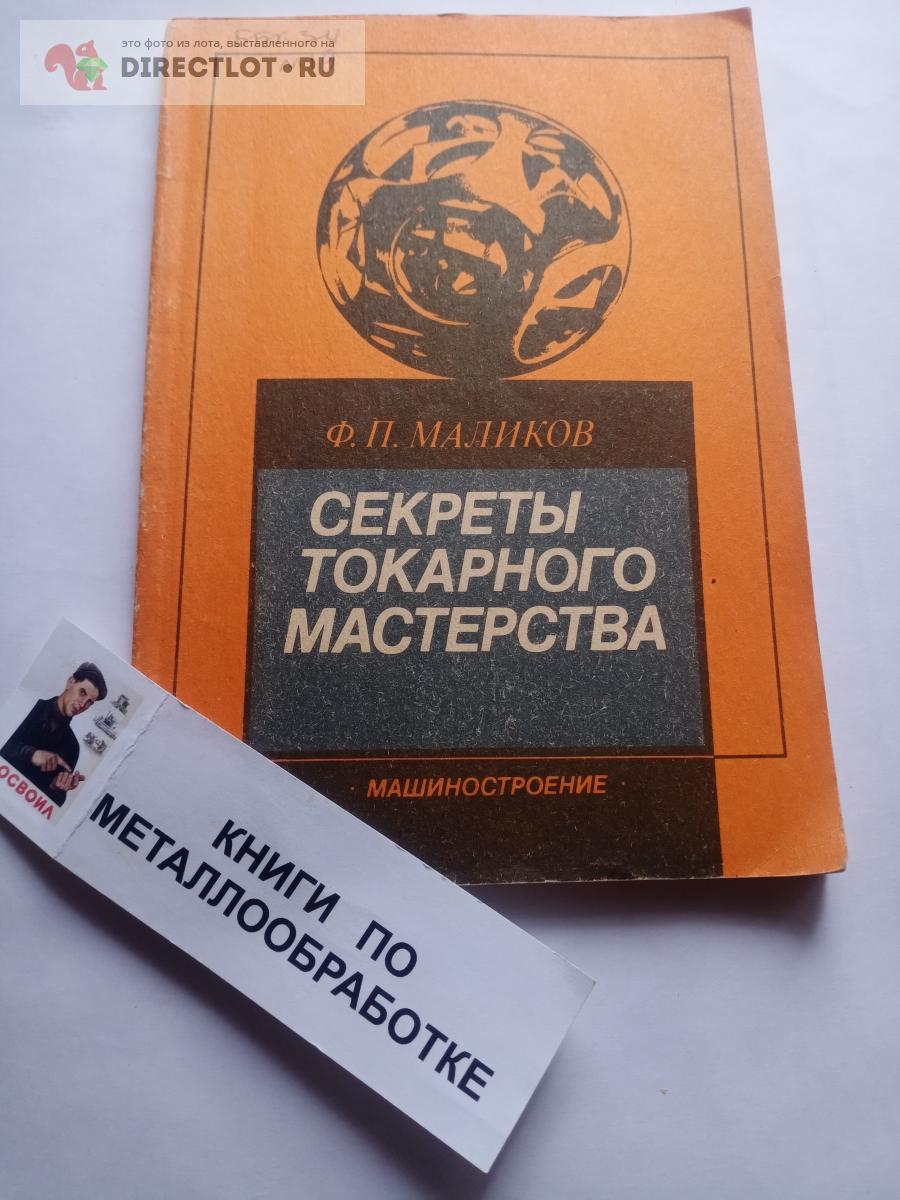 это фото из лота, выставленного на
DIRECTLOT.RU
Ф. П. МАЛИКОВ
СЕКРЕТЫ
ТОКАРНОГО
МАСТЕРСТВА
· МАШИНОСТРОЕНИЕ ·
ОСВОИЛ
КНИГИ ПО
МЕТАЛЛООБРАБОТКЕ